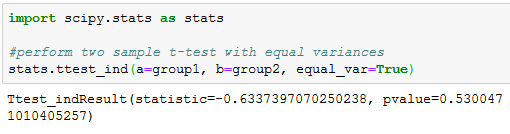 import scipy.stats as stats
#perform two sample t-test with equal variances
stats.ttest_ind(a=group1, b=group2, equal_var=True)
Ttest_indResult(statistic=-0.6337397070250238, pvalue=0.530047
1010405257)